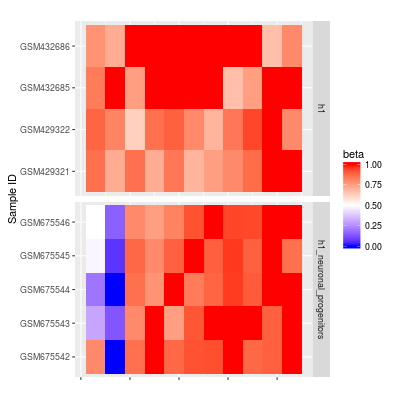 Sample ID
GSM432686
GSM432685
GSM429322
GSM429321
h1
GSM675546
GSM675545
GSM675544
GSM675543
GSM675542
h1_neuronal_progenitors
beta
1.00
0.75
0.50
0.25
0.00